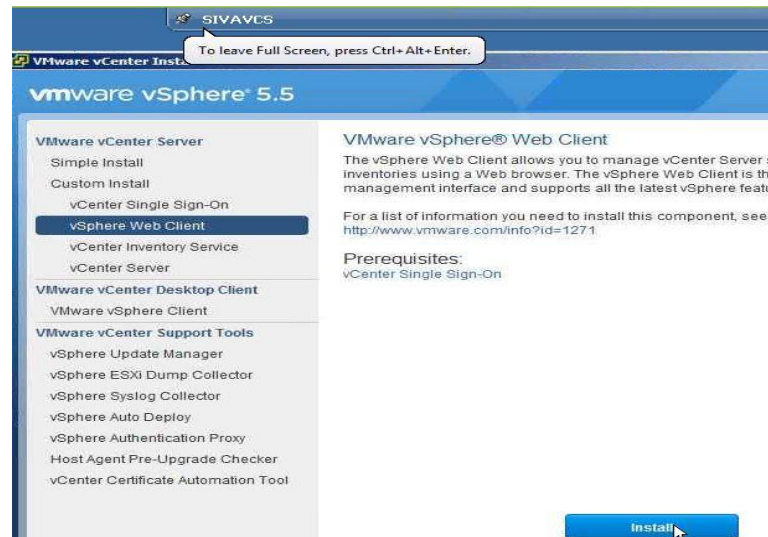 SIVAVCS
To leave Full Screen, press Ctrl+Alt+Enter.
VMware vCenter Inst
vmware vSphere® 5.5
VMware vCenter Server
Simple Install
Custom Install
vCenter Single Sign-On
vSphere Web Client
vCenter Inventory Service
vCenter Server
VMware vCenter Desktop Client
VMware vSphere Client
VMware vCenter Support Tools
vSphere Update Manager
vSphere ESXi Dump Collector
vSphere Syslog Collector
vSphere Auto Deploy
vSphere Authentication Proxy
Host Agent Pre-Upgrade Checker
vCenter Certificate Automation Tool
VMware vSphere® Web Client
The vSphere Web Client allows you to manage vCenter Server
inventories using a Web browser. The vSphere Web Client is th
management interface and supports all the latest vSphere featu
For a list of information you need to install this component, see
http://www.vmware.com/info?id=1271
Prerequisites:
vCenter Single Sign-On
Install